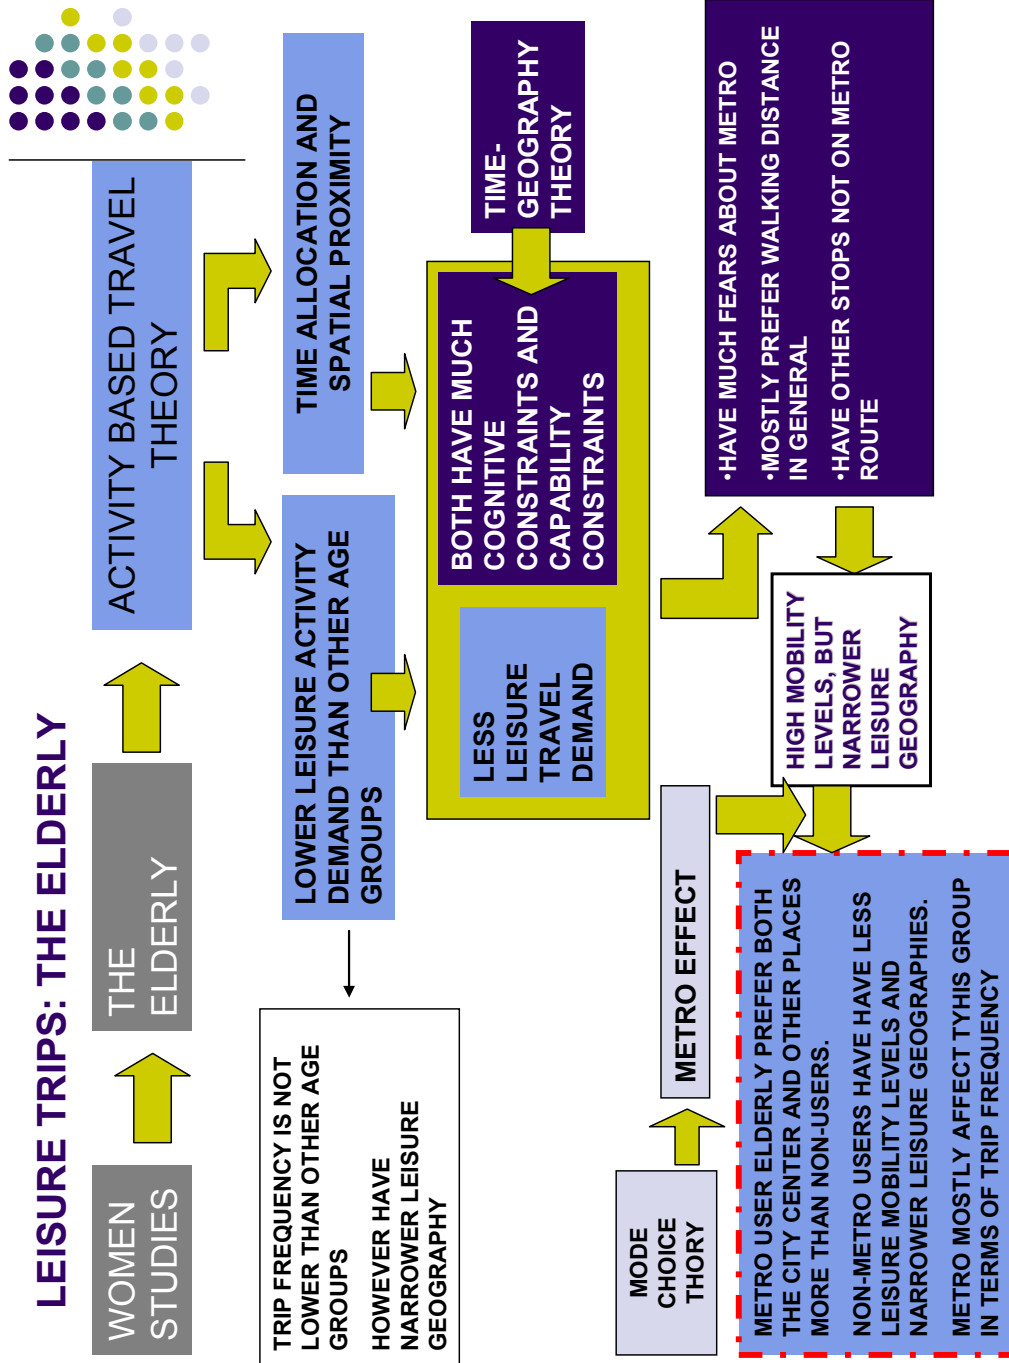 LEISURE TRIPS: THE ELDERLY
WOMEN
STUDIES
THE
ELDERLY
ACTIVITY BASED TRAVEL
THEORY
TRIP FREQUENCY IS NOT
LOWER THAN OTHER AGE
GROUPS
HOWEVER HAVE
NARROWER LEISURE
GEOGRAPHY
LOWER LEISURE ACTIVITY
DEMAND THAN OTHER AGE
GROUPS
TIME ALLOCATION AND
SPATIAL PROXIMITY
LESS
LEISURE
TRAVEL
DEMAND
BOTH HAVE MUCH
COGNITIVE
CONSTRAINTS AND
CAPABILITY
CONSTRAINTS
TIME-
GEOGRAPHY
THEORY
MODE
CHOICE
THORY
METRO EFFECT
HIGH MOBILITY
LEVELS, BUT
NARROWER
LEISURE
GEOGRAPHY
•HAVE MUCH FEARS ABOUT METRO
•MOSTLY PREFER WALKING DISTANCE
IN GENERAL
•HAVE OTHER STOPS NOT ON METRO
ROUTE
METRO USER ELDERLY PREFER BOTH
THE CITY CENTER AND OTHER PLACES
MORE THAN NON-USERS.
NON-METRO USERS HAVE HAVE LESS
LEISURE MOBILITY LEVELS AND
NARROWER LEISURE GEOGRAPHIES.
METRO MOSTLY AFFECT TYHIS GROUP
IN TERMS OF TRIP FREQUENCY